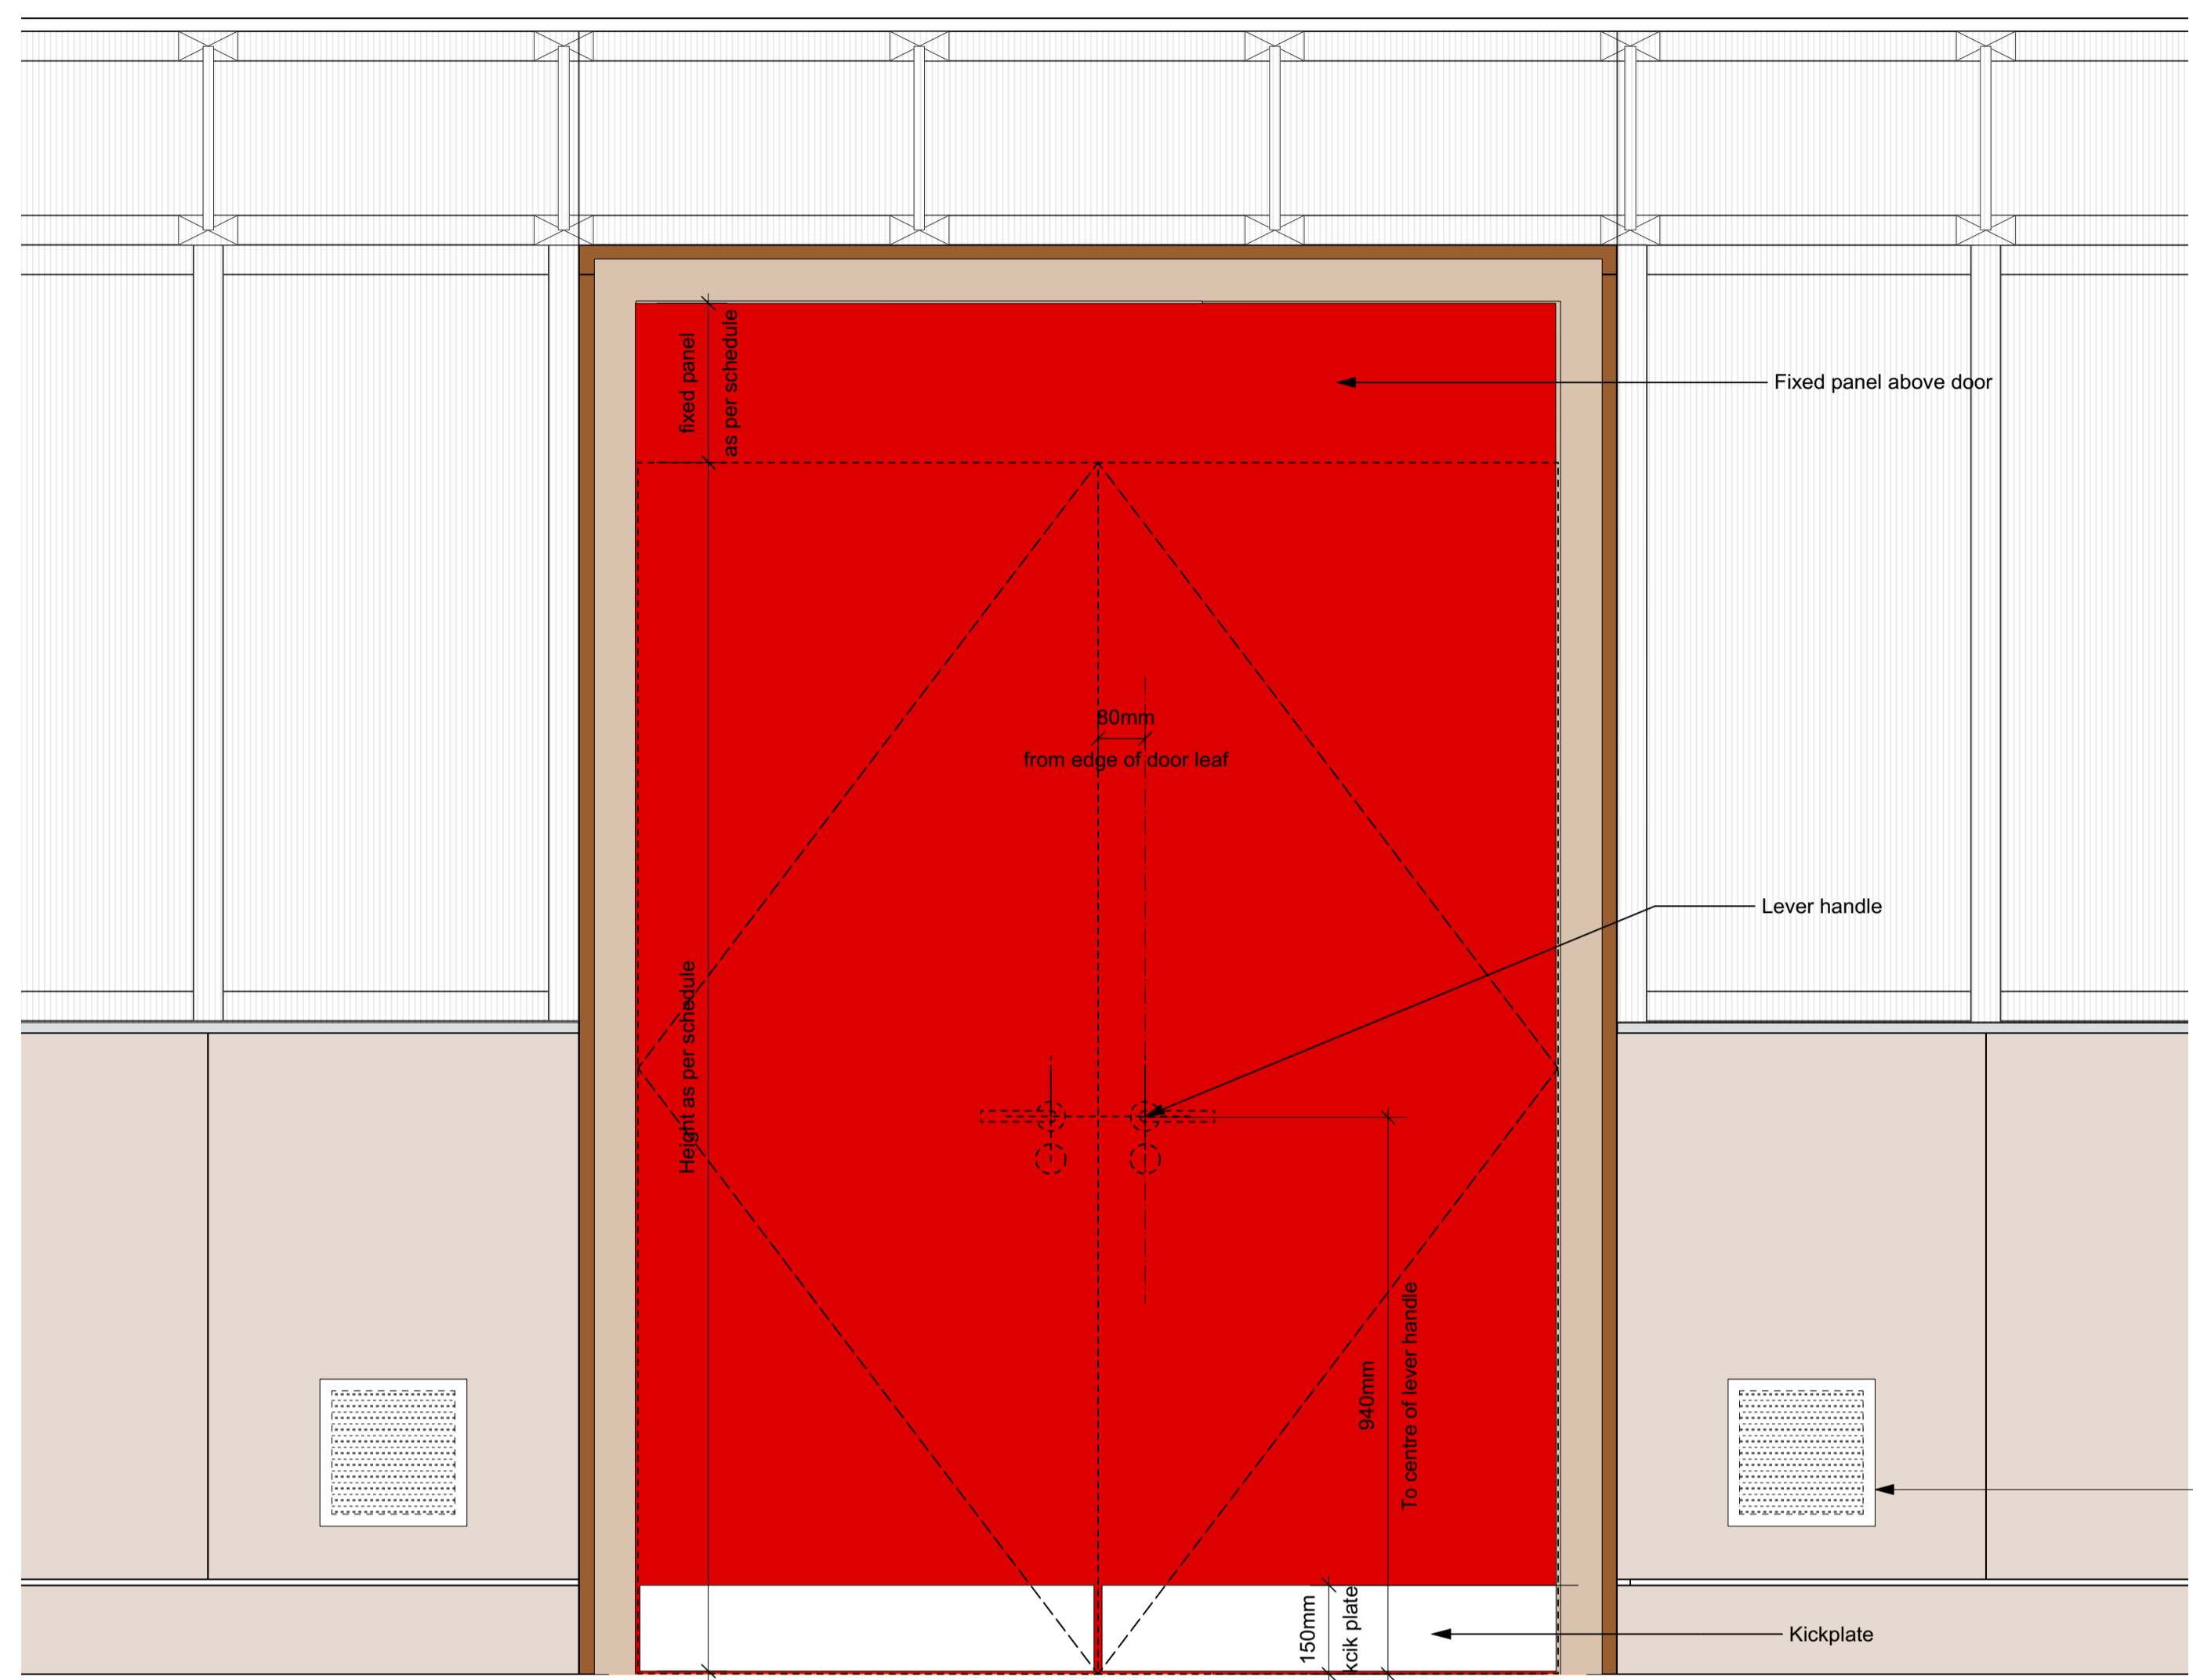 fixed panel
as per schedule
Fixed panel above door
80mm
from edge of door leaf
Lever handle
Height as per schedule
940mm
To centre of lever handle
150mm
kcik plate
Kickplate